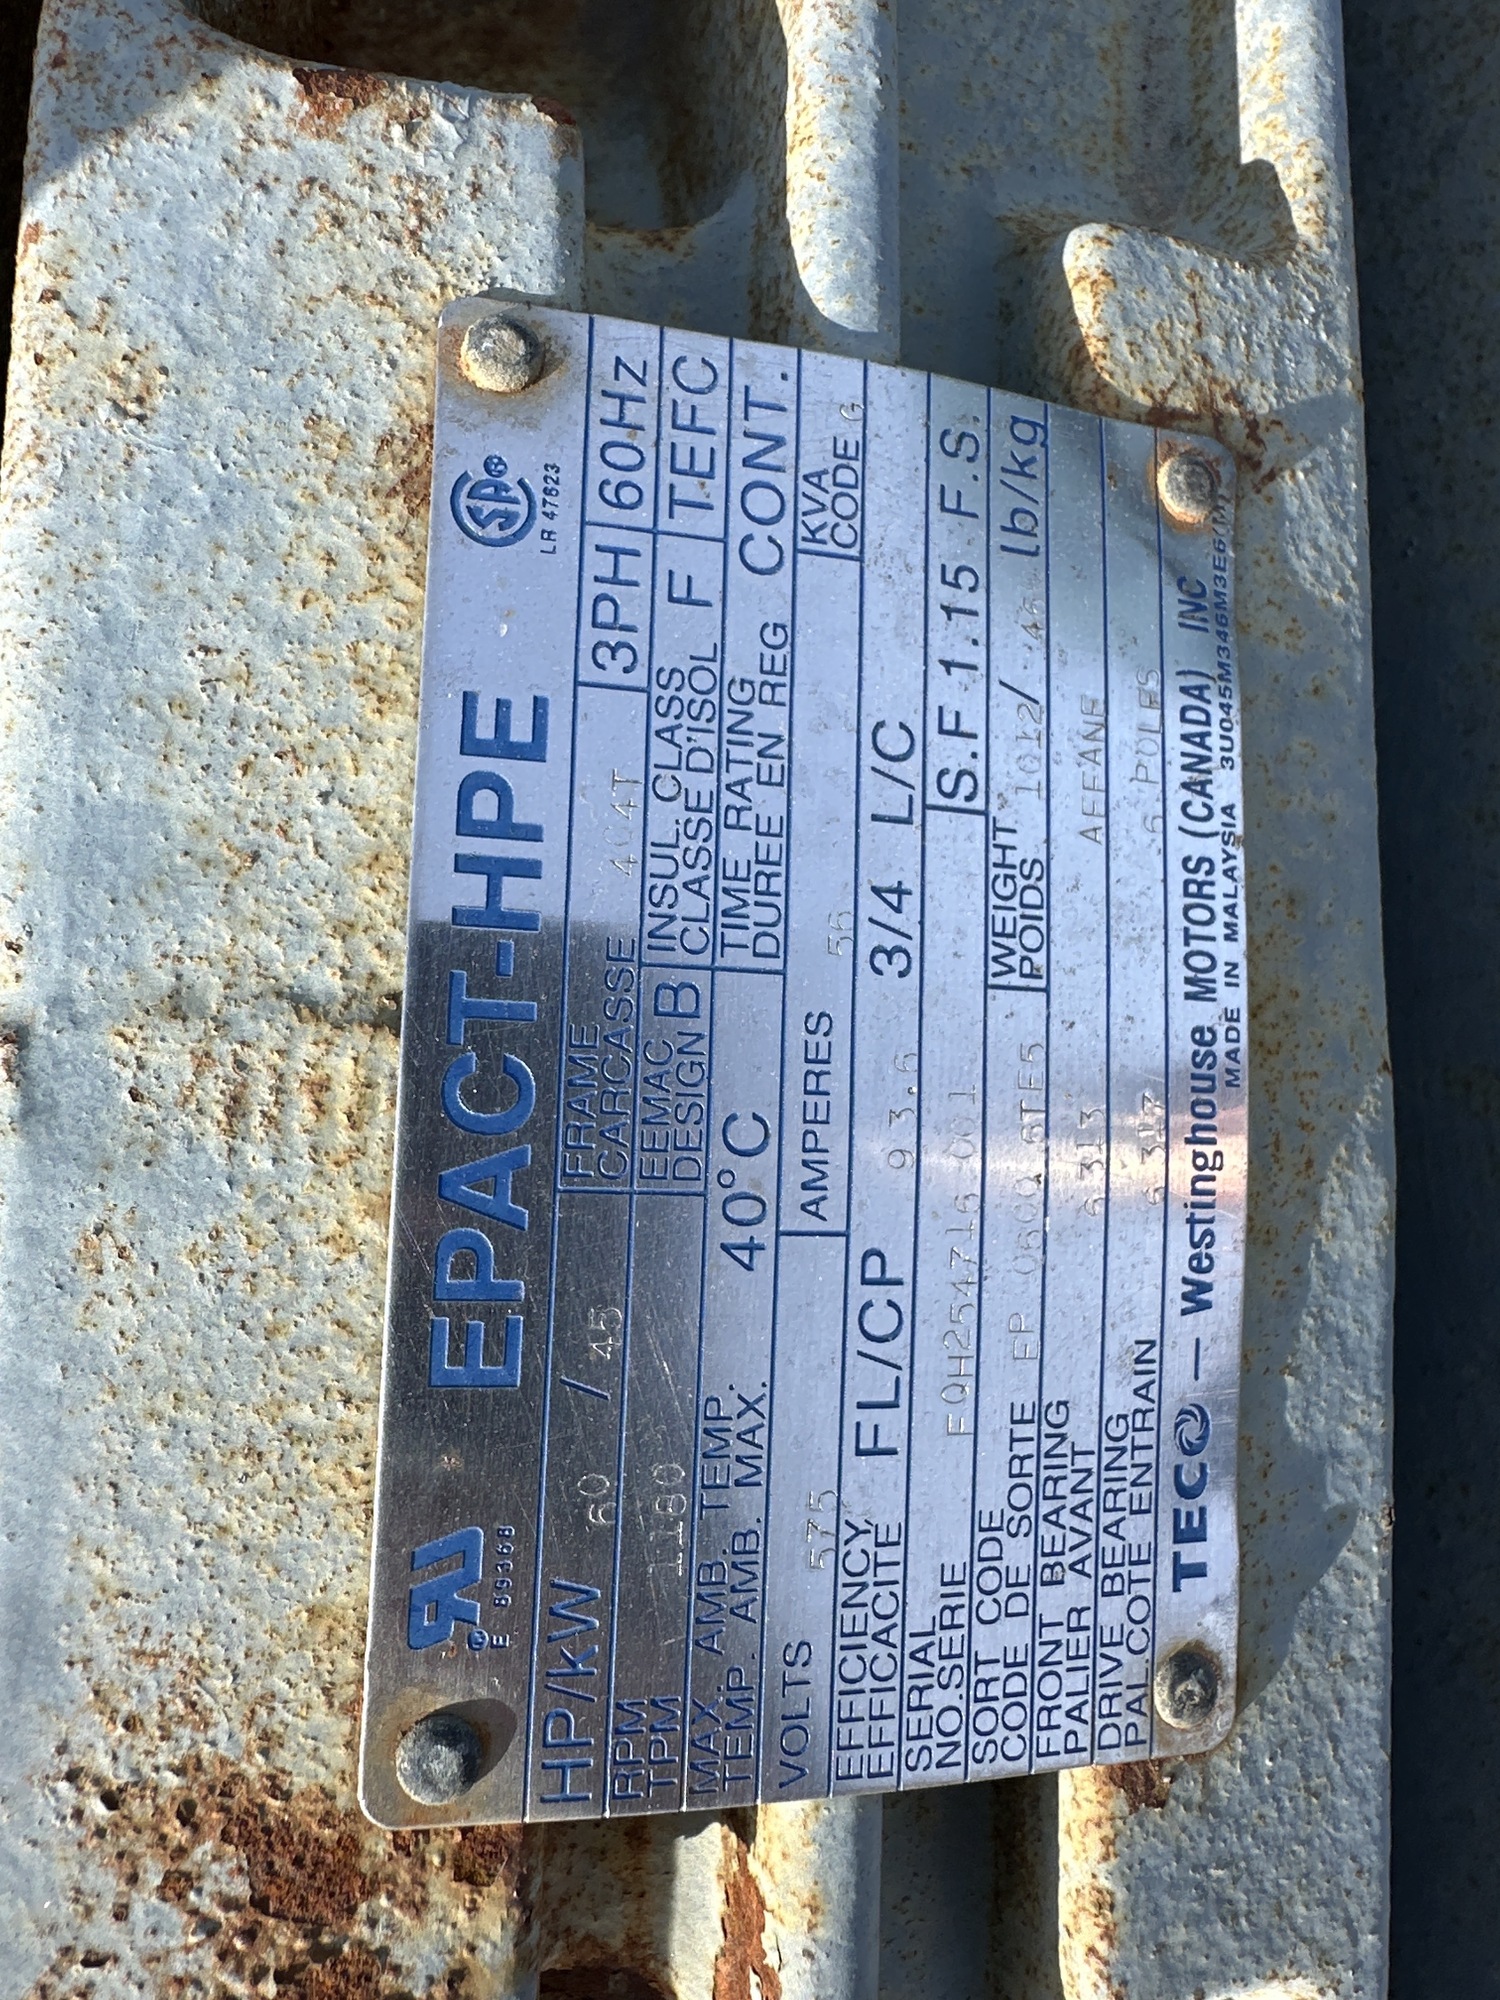 EPACT-HPE
E 89368
LR 47623
HP/kW 60 / 45
FRAME
CARCASSE 404T
3PH 60Hz
RPM
TPM 1180
EEMAC
DESIGN B
INSUL. CLASS
CLASSE D'ISOL F TEFC
MAX. AMB. TEMP
TEMP. AMB. MAX. 40°C
TIME RATING
DUREE EN REG CONT.
VOLTS 575
AMPERES 56
KVA
CODE G
EFFICIENCY
EFFICACITE FL/CP 93.6 3/4 L/C
SERIAL
NO.SERIE FQH254716 001
S.F 1.15 F.S.
SORT CODE
CODE DE SORTE EP
WEIGHT
POIDS 1012/ lb/kg
FRONT BEARING
PALIER AVANT 6313
DRIVE BEARING
PAL.COTE ENTRAIN
6 POLES
TECO – Westinghouse MOTORS (CANADA) INC
MADE IN MALAYSIA